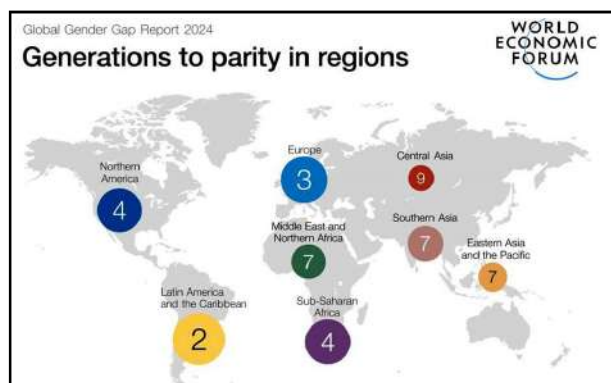 Global Gender Gap Report 2024
Generations to parity in regions
WORLD
ECONOMIC
FORUM
Northern
America
4
Europe
3
Central Asia
9
Middle East and
Northern Africa
7
Southern Asia
7
Eastern Asia
and the Pacific
7
Latin America
and the Caribbean
2
Sub-Saharan
Africa
4